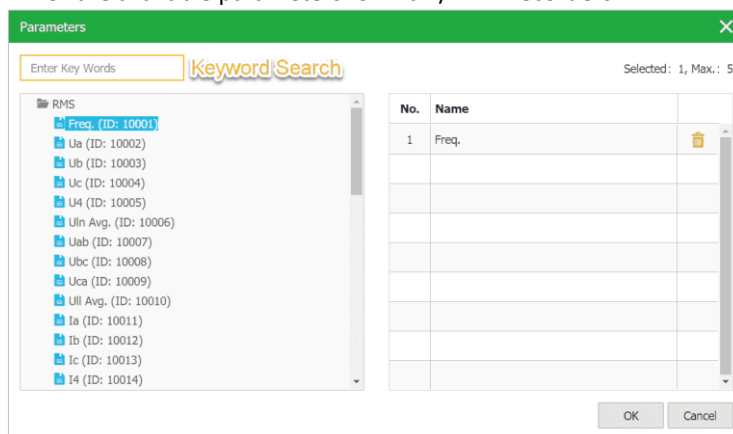 Parameters
Enter Key Words
Keyword Search
Selected: 1, Max.: 5
RMS
Freq. (ID: 10001)
Ua (ID: 10002)
Ub (ID: 10003)
Uc (ID: 10004)
U4 (ID: 10005)
Uln Avg. (ID: 10006)
Uab (ID: 10007)
Ubc (ID: 10008)
Uca (ID: 10009)
Ull Avg. (ID: 10010)
Ia (ID: 10011)
Ib (ID: 10012)
Ic (ID: 10013)
I4 (ID: 10014)
No. Name
1 Freq.
OK Cancel